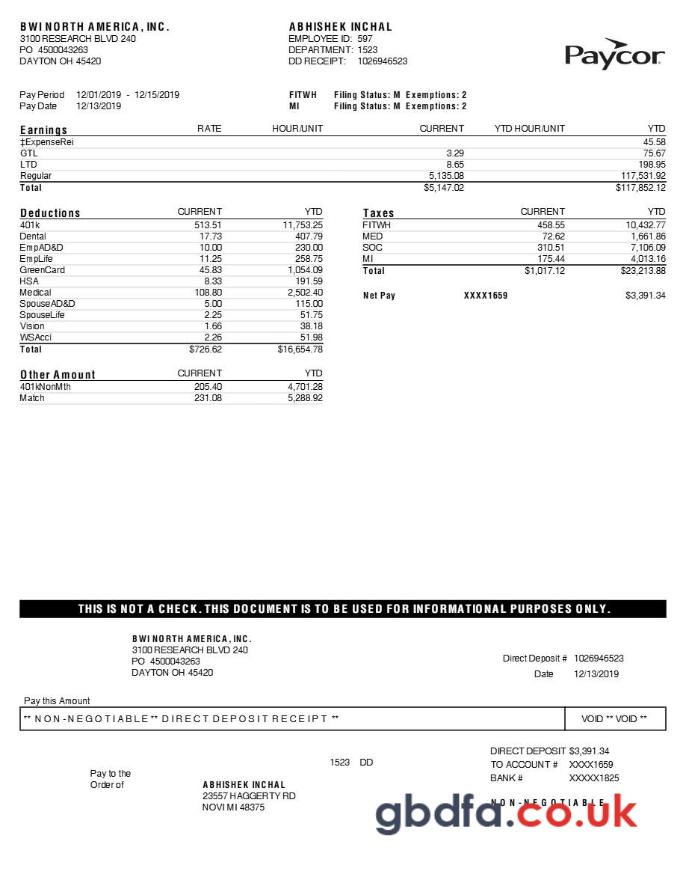 BWI NORTH AMERICA, INC.
3100 RESEARCH BLVD 240
PO 4500043263
DAYTON OH 45420
ABHISHEK INCHAL
EMPLOYEE ID: 597
DEPARTMENT: 1523
DD RECEIPT: 1026946523
Paycor
Pay Period 12/01/2019 - 12/15/2019
Pay Date 12/13/2019
FITWH Filing Status: M Exemptions: 2
MI Filing Status: M Exemptions: 2
Earnings RATE HOUR/UNIT CURRENT YTD HOUR/UNIT YTD
‡ExpenseRei 45.58
GTL 3.29 75.67
LTD 8.65 198.95
Regular 5,135.08 117,531.92
Total $5,147.02 $117,852.12
Deductions CURRENT YTD
401k 513.51 11,753.25
Dental 17.73 407.79
EmpAD&D 10.00 230.00
EmpLife 11.25 258.75
GreenCard 45.83 1,054.09
HSA 8.33 191.59
Medical 108.80 2,502.40
SpouseAD&D 5.00 115.00
SpouseLife 2.25 51.75
Vision 1.66 38.18
WSAcci 2.26 51.98
Total $726.62 $16,654.78
Taxes CURRENT YTD
FITWH 458.55 10,432.77
MED 72.62 1,661.86
SOC 310.51 7,106.09
MI 175.44 4,013.16
Total $1,017.12 $23,213.88
Net Pay XXXX1659 $3,391.34
Other Amount CURRENT YTD
401kNonMth 205.40 4,701.28
Match 231.08 5,288.92
THIS IS NOT A CHECK. THIS DOCUMENT IS TO BE USED FOR INFORMATIONAL PURPOSES ONLY.
BWI NORTH AMERICA, INC.
3100 RESEARCH BLVD 240
PO 4500043263
DAYTON OH 45420
Direct Deposit # 1026946523
Date 12/13/2019
Pay this Amount
** NON-NEGOTIABLE ** DIRECT DEPOSIT RECEIPT ** VOID ** VOID **
1523 DD
DIRECT DEPOSIT $3,391.34
TO ACCOUNT # XXXX1659
BANK # XXXXX1825
Pay to the
Order of
ABHISHEK INCHAL
23557 HAGGERTY RD
NOVI MI 48375
NON-NEGOTIABLE
gbdfa.co.uk